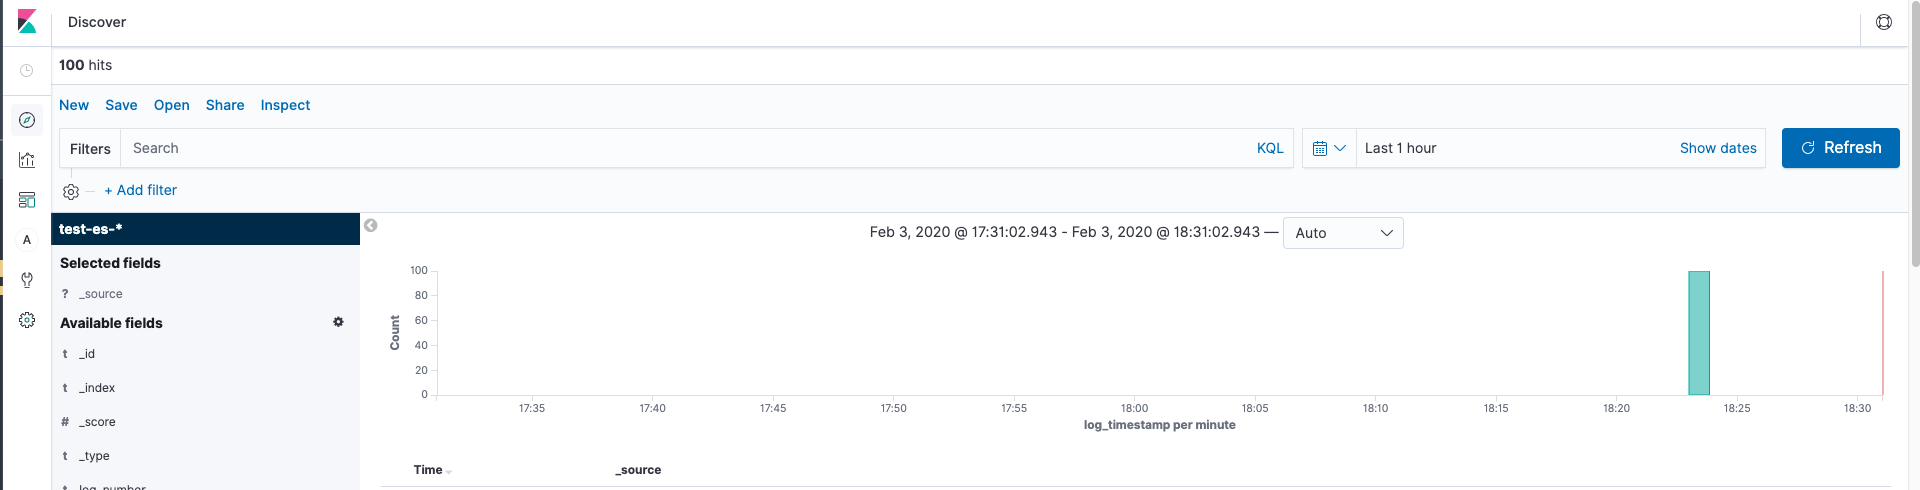 Discover
100 hits
New Save Open Share Inspect
Filters Search KQL Last 1 hour Show dates Refresh
+ Add filter
test-es-*
Feb 3, 2020 @ 17:31:02.943 - Feb 3, 2020 @ 18:31:02.943 — Auto
Selected fields
? _source
Available fields
t _id
t _index
# _score
t _type
A
100
80
60
40
20
0
Count
17:35 17:40 17:45 17:50 17:55 18:00 18:05 18:10 18:15 18:20 18:25 18:30
log_timestamp per minute
Time _source